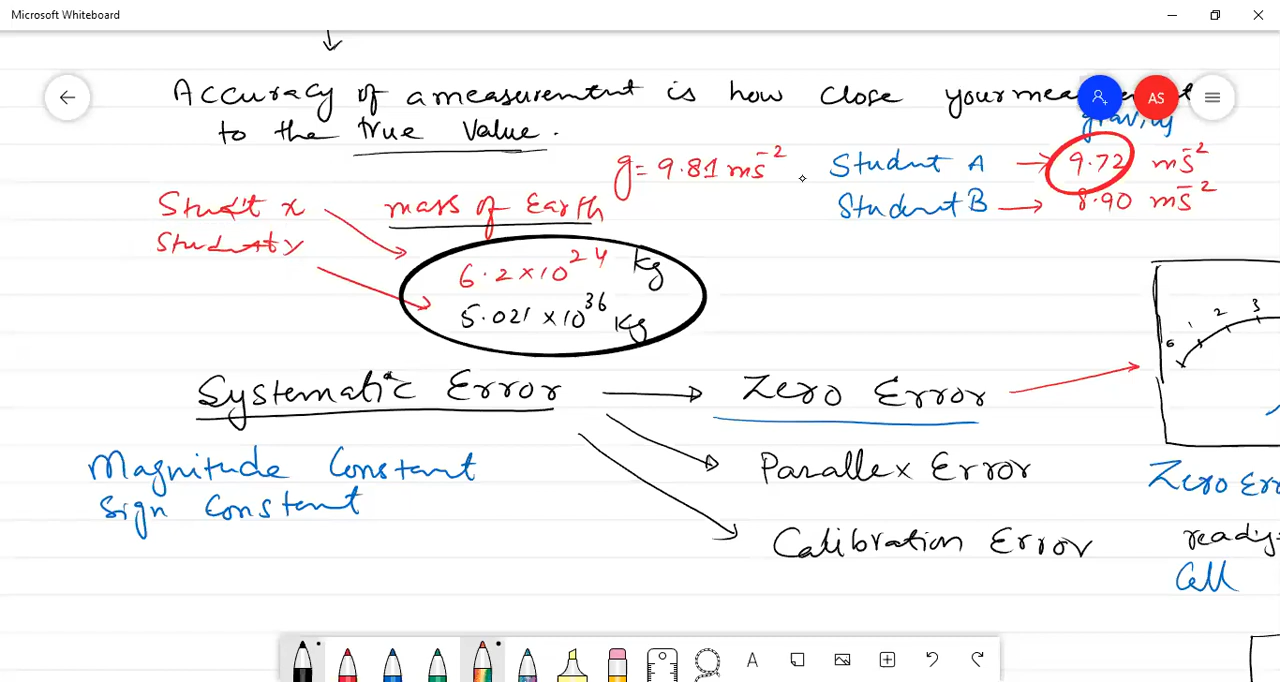 Microsoft Whiteboard
Accuracy of a measurement is how close your
to the true value.
gravity
g = 9.81 ms⁻²
Student A → 9.72 ms⁻²
Student B → 8.90 ms⁻²
AS
Student x
Student y
mass of Earth
6.2 × 10²⁴ kg
5.021 × 10³⁶ kg
Systematic Error → Zero Error
Parallex Error
Calibration Error
Magnitude Constant
Sign Constant
0 1 2 3
Zero
A